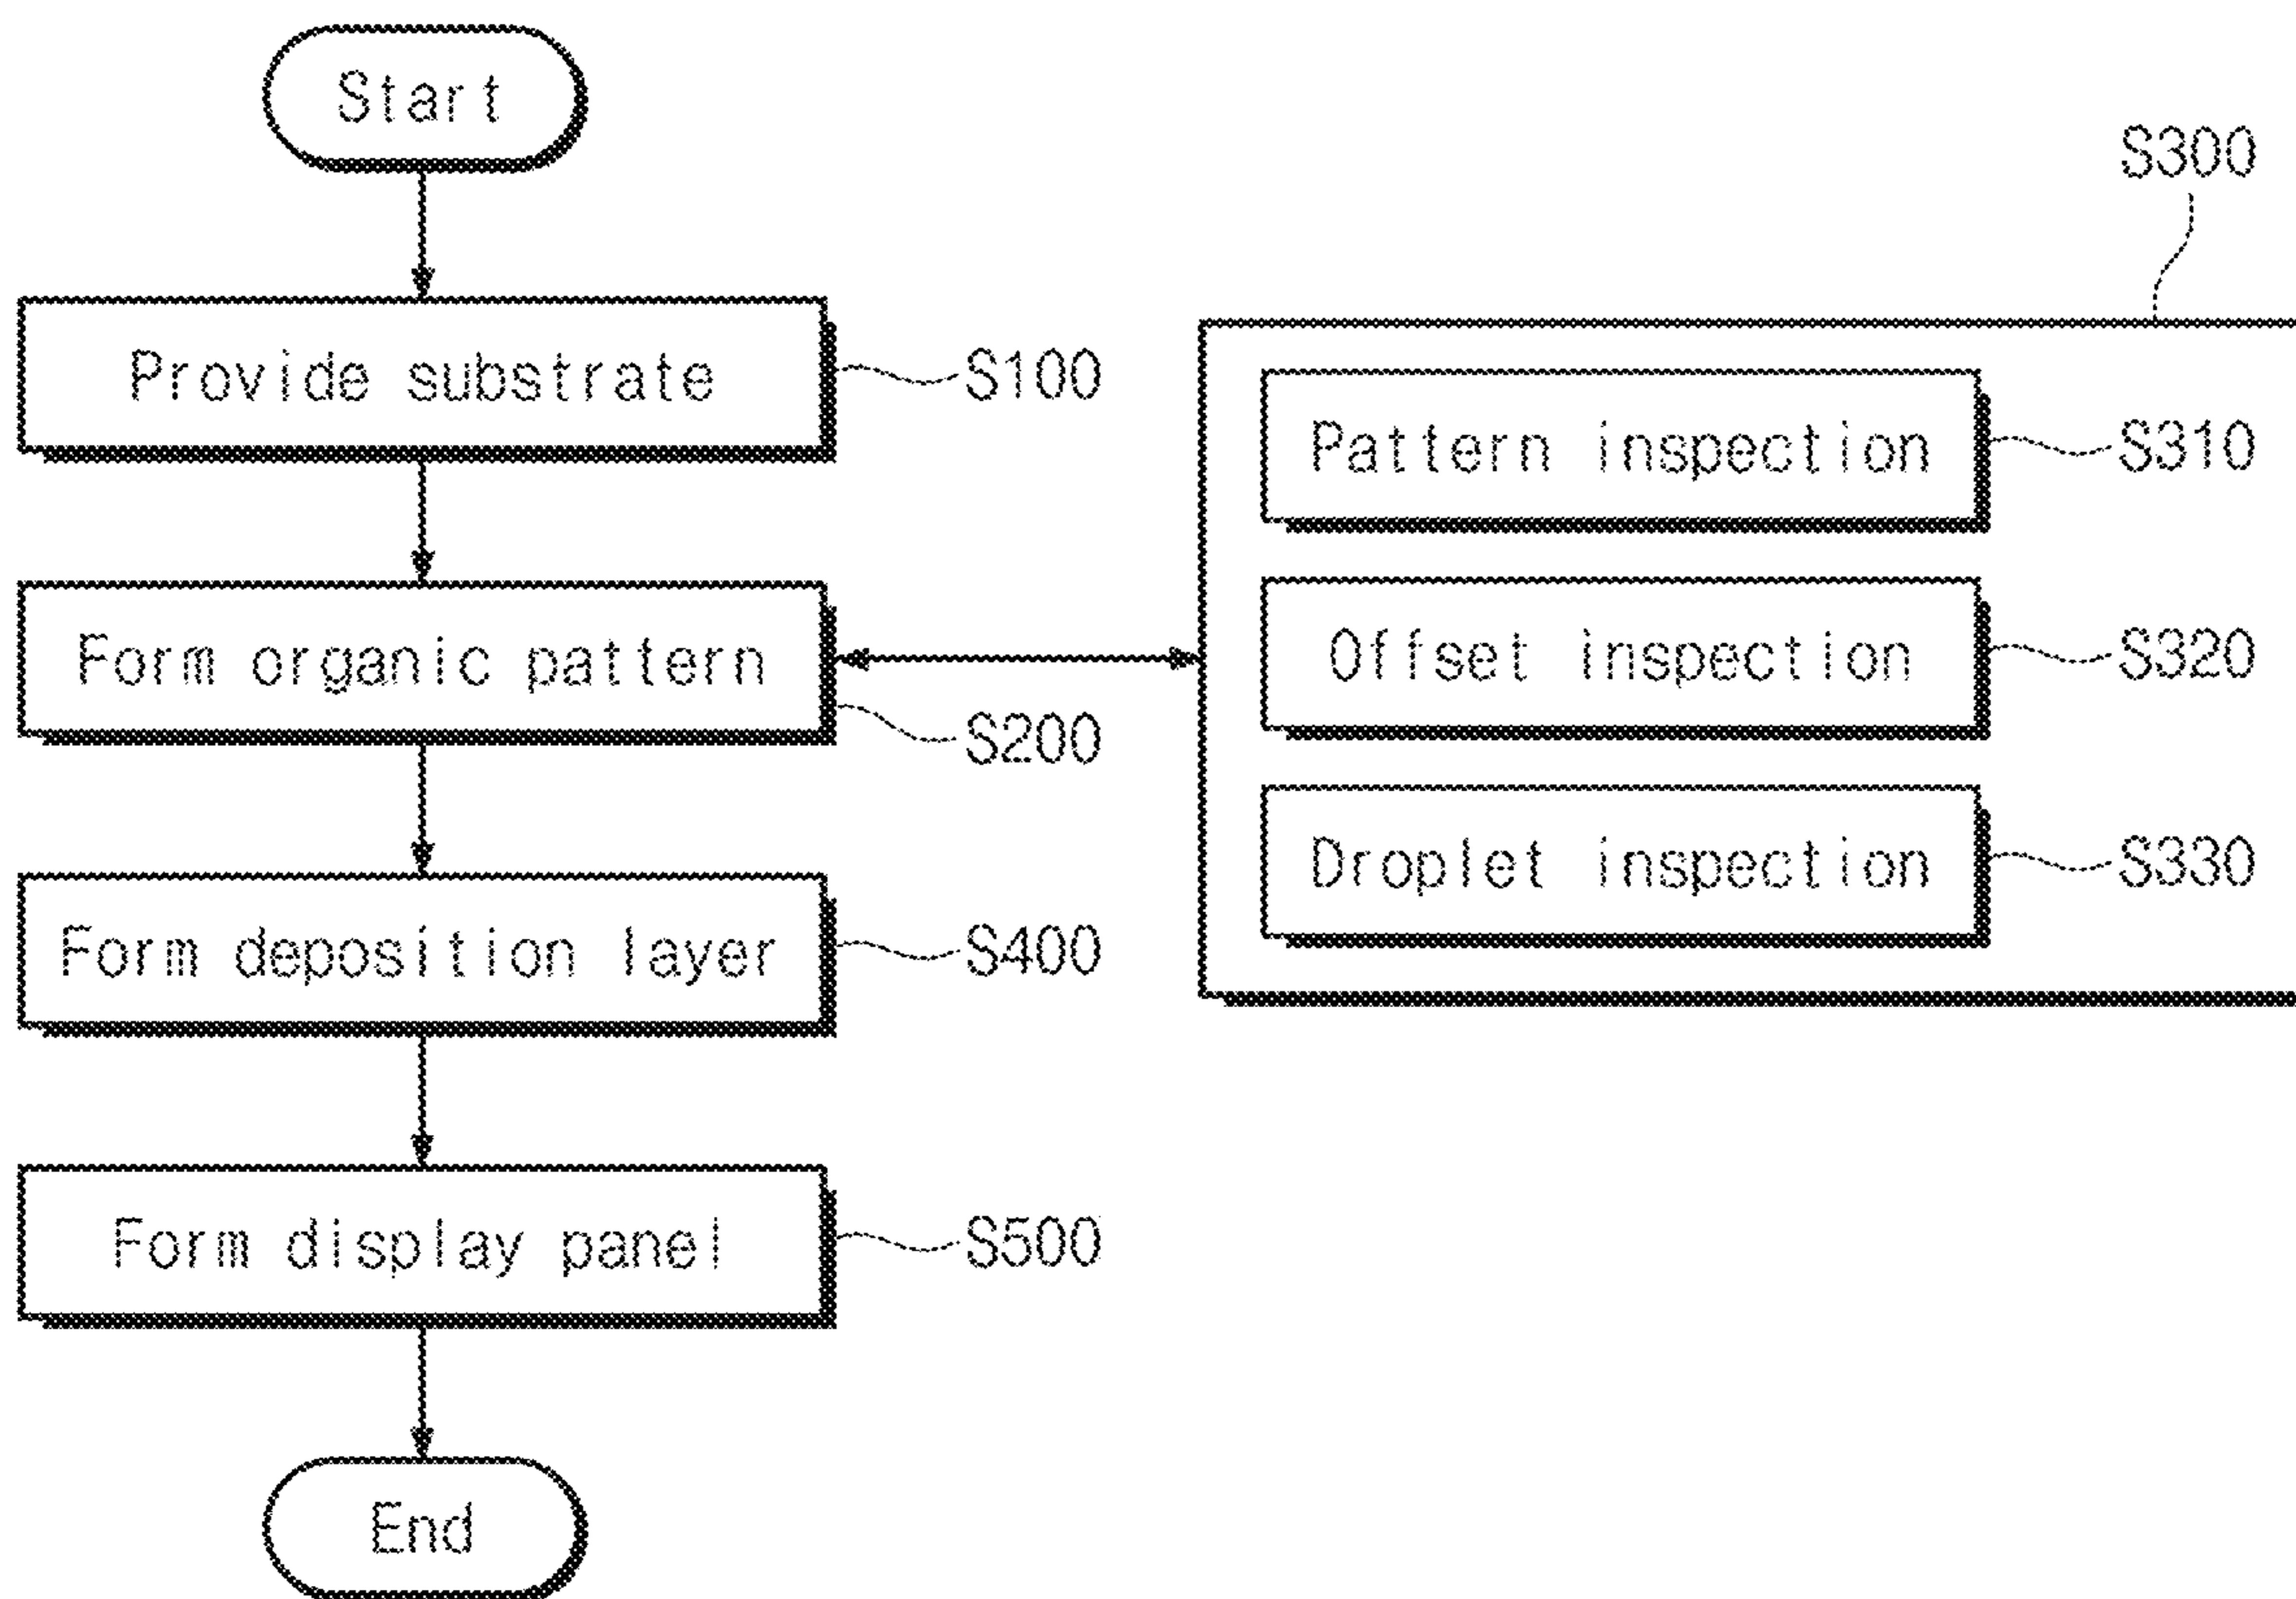 Start
Provide substrate
S100
Form organic pattern
S200
Form deposition layer
S400
Form display panel
S500
End
S300
Pattern inspection
S310
Offset inspection
S320
Droplet inspection
S330